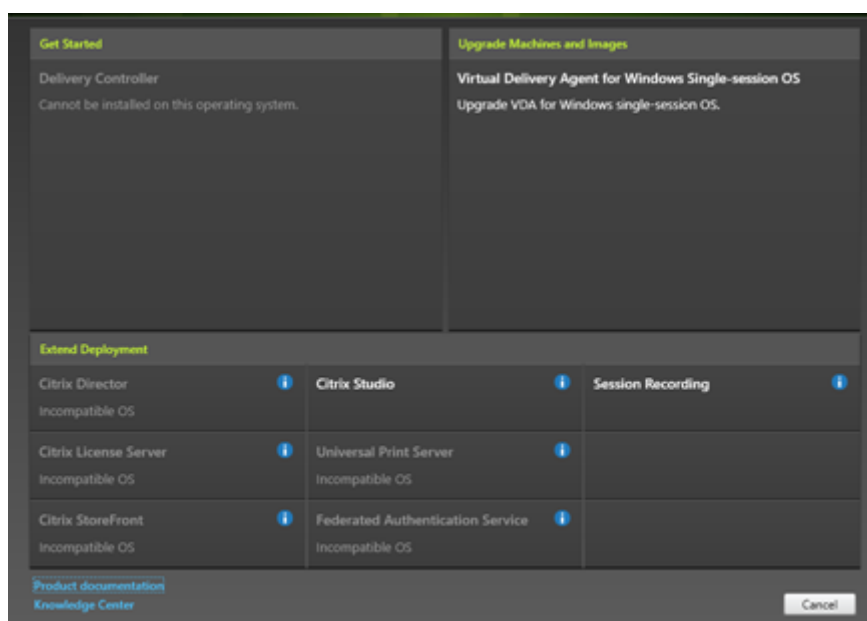 Get Started
Delivery Controller
Cannot be installed on this operating system.
Upgrade Machines and Images
Virtual Delivery Agent for Windows Single-session OS
Upgrade VDA for Windows single-session OS.
Extend Deployment
Citrix Director
Incompatible OS
Citrix Studio
Session Recording
Citrix License Server
Incompatible OS
Universal Print Server
Incompatible OS
Citrix StoreFront
Incompatible OS
Federated Authentication Service
Incompatible OS
Product documentation
Knowledge Center
Cancel